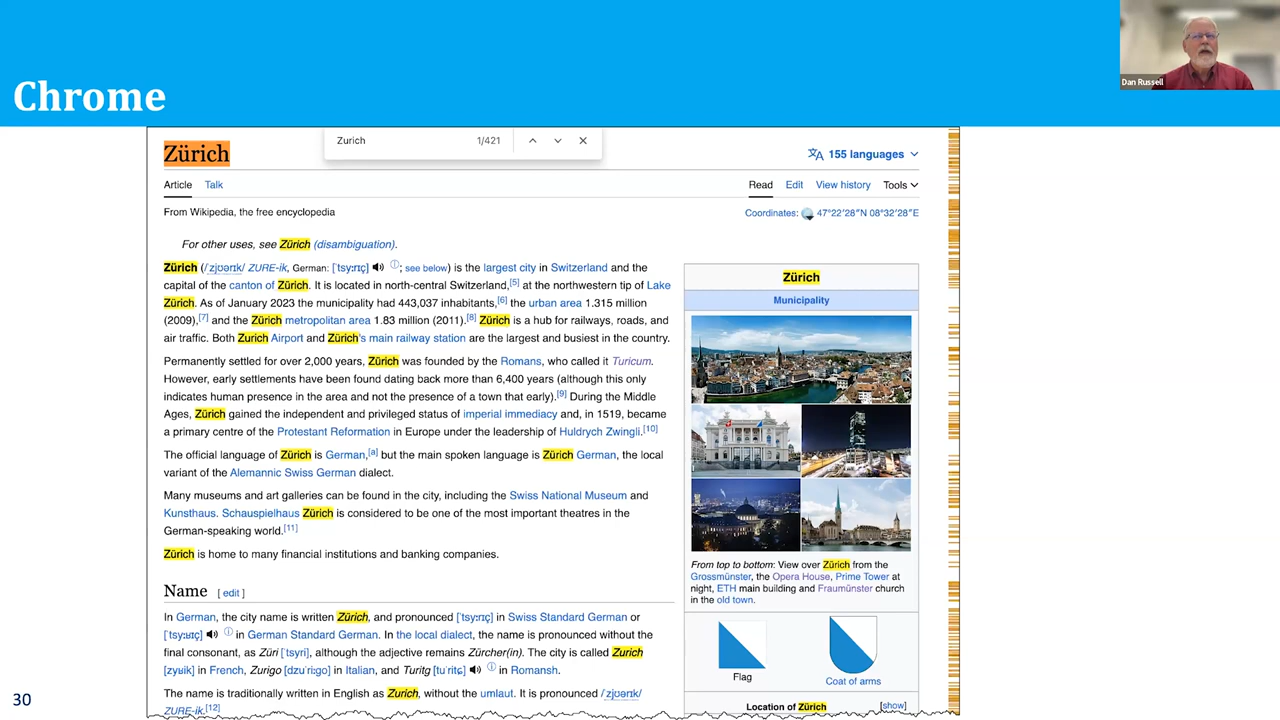 Chrome
Dan Russell
Zürich
Zurich 1/421
155 languages
Article Talk
Read Edit View history Tools
From Wikipedia, the free encyclopedia
Coordinates: 47°22′28″N 08°32′28″E
For other uses, see Zürich (disambiguation).
Zürich (/ˈzjʊərɪk/ ZURE-ik, German: [ˈtsyːrɪç] ; see below) is the largest city in Switzerland and the
capital of the canton of Zürich. It is located in north-central Switzerland,[5] at the northwestern tip of Lake
Zürich. As of January 2023 the municipality had 443,037 inhabitants,[6] the urban area 1.315 million
(2009),[7] and the Zürich metropolitan area 1.83 million (2011).[8] Zürich is a hub for railways, roads, and
air traffic. Both Zurich Airport and Zürich's main railway station are the largest and busiest in the country.
Permanently settled for over 2,000 years, Zürich was founded by the Romans, who called it Turicum.
However, early settlements have been found dating back more than 6,400 years (although this only
indicates human presence in the area and not the presence of a town that early).[9] During the Middle
Ages, Zürich gained the independent and privileged status of imperial immediacy and, in 1519, became
a primary centre of the Protestant Reformation in Europe under the leadership of Huldrych Zwingli.[10]
The official language of Zürich is German,[a] but the main spoken language is Zürich German, the local
variant of the Alemannic Swiss German dialect.
Many museums and art galleries can be found in the city, including the Swiss National Museum and
Kunsthaus. Schauspielhaus Zürich is considered to be one of the most important theatres in the
German-speaking world.[11]
Zürich is home to many financial institutions and banking companies.
Name [ edit ]
In German, the city name is written Zürich, and pronounced [ˈtsyːrɪç] in Swiss Standard German or
[ˈtsyːrɪç] in German Standard German. In the local dialect, the name is pronounced without the
final consonant, as Züri [ˈtsyri], although the adjective remains Zürcher(in). The city is called Zurich
[zyʁik] in French, Zurigo [dzuˈriːɡo] in Italian, and Turitg [tuˈritɕ] in Romansh.
The name is traditionally written in English as Zurich, without the umlaut. It is pronounced /ˈzjʊərɪk/
ZURE-ik.[12]
Zürich
Municipality
From top to bottom: View over Zürich from the
Grossmünster, the Opera House, Prime Tower at
night, ETH main building and Fraumünster church
in the old town.
Flag
Coat of arms
Location of Zürich [show]
30